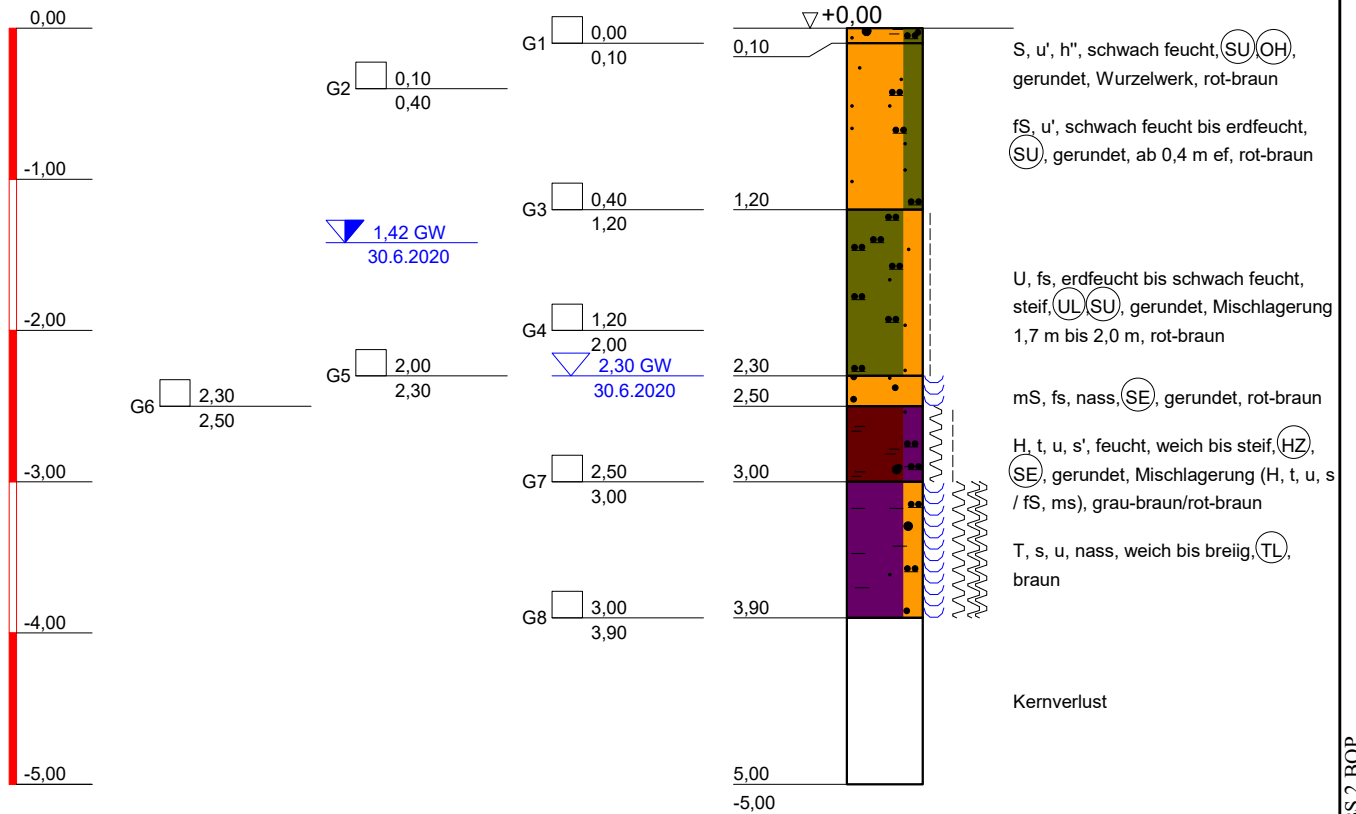 0,00
-1,00
-2,00
-3,00
-4,00
-5,00
G6
2,30
2,50
G2
0,10
0,40
1,42 GW
30.6.2020
G5
2,00
2,30
G1
0,00
0,10
G3
0,40
1,20
G4
1,20
2,00
2,30 GW
30.6.2020
G7
2,50
3,00
G8
3,00
3,90
+0,00
0,10
1,20
2,30
2,50
3,00
3,90
5,00
-5,00
S, u', h'', schwach feucht, SU, OH,
gerundet, Wurzelwerk, rot-braun
fS, u', schwach feucht bis erdfeucht,
SU, gerundet, ab 0,4 m ef, rot-braun
U, fs, erdfeucht bis schwach feucht,
steif, UL, SU, gerundet, Mischlagerung
1,7 m bis 2,0 m, rot-braun
mS, fs, nass, SE, gerundet, rot-braun
H, t, u, s', feucht, weich bis steif, HZ,
SE, gerundet, Mischlagerung (H, t, u, s
/ fS, ms), grau-braun/rot-braun
T, s, u, nass, weich bis breiig, TL,
braun
Kernverlust